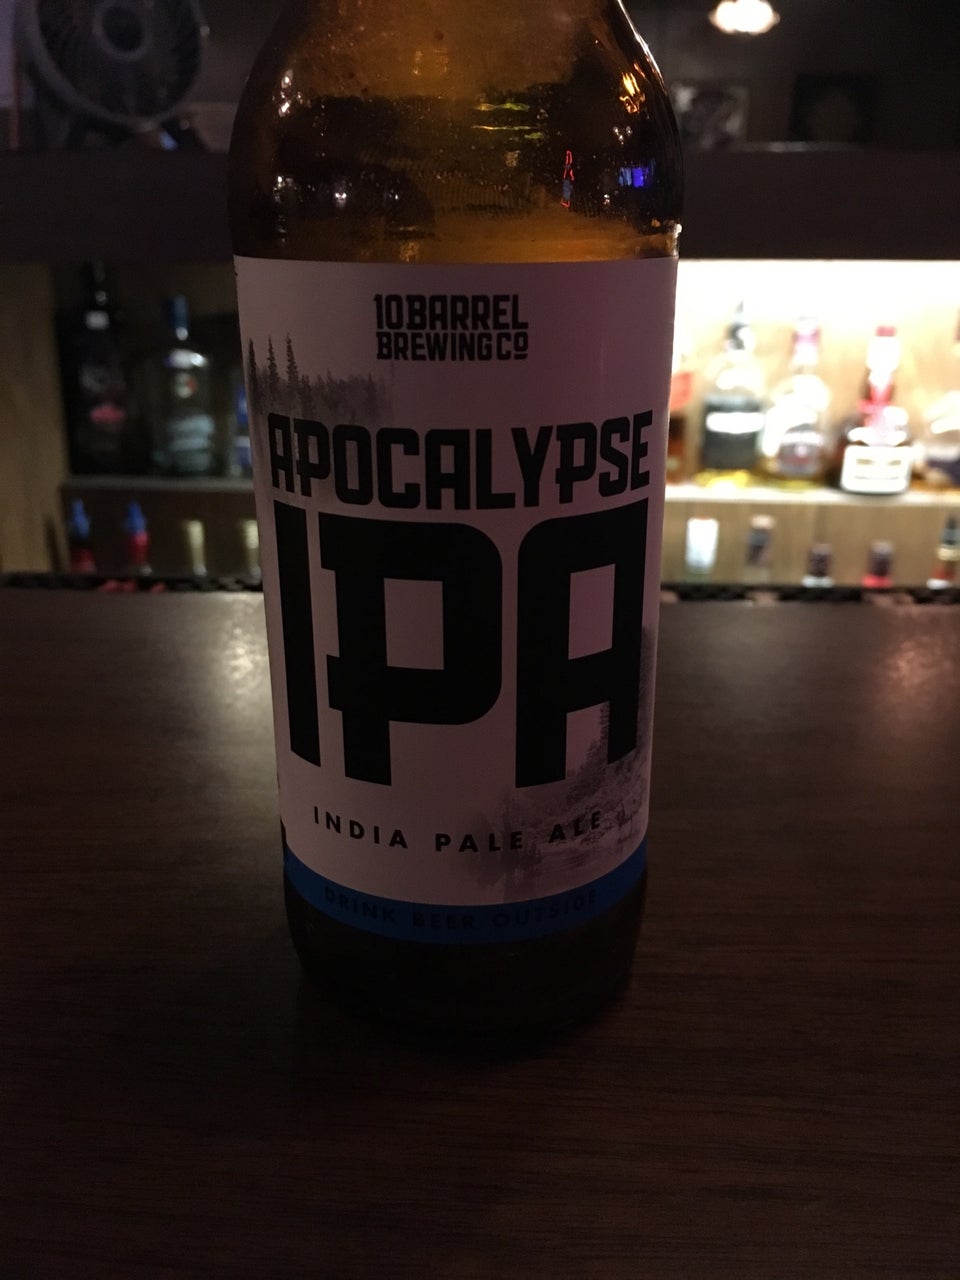 10 BARREL
BREWING CO
APOCALYPSE
IPA
INDIA PALE ALE
DRINK BEER OUTSIDE